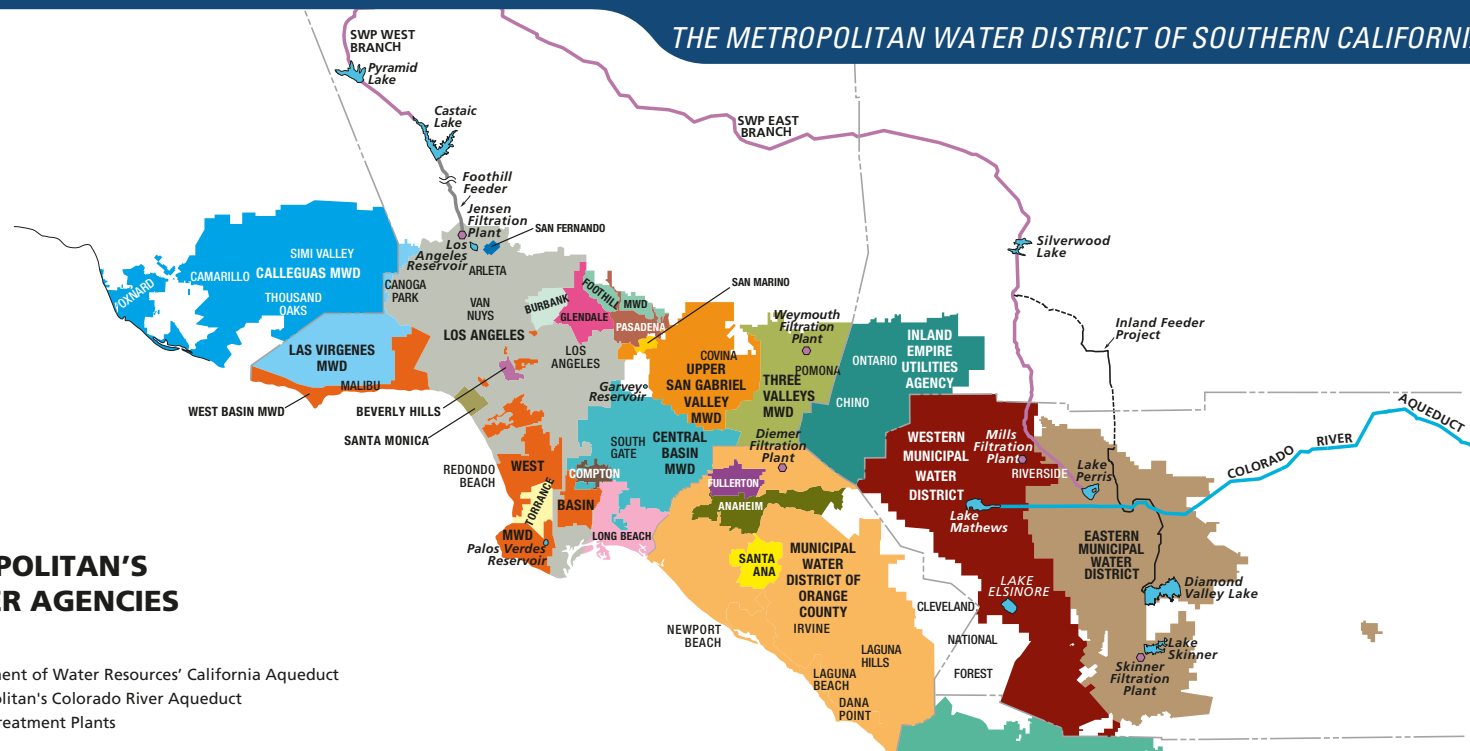 THE METROPOLITAN WATER DISTRICT OF SOUTHERN CALIFORNIA
SWP WEST
BRANCH
Pyramid
Lake
Castaic
Lake
SWP EAST
BRANCH
Foothill
Feeder
Jensen
Filtration
Plant
Los
Angeles
Reservoir
SAN FERNANDO
ARLETA
Silverwood
Lake
SIMI VALLEY
CAMARILLO
CALLEGUAS MWD
OXNARD
THOUSAND
OAKS
CANOGA
PARK
VAN
NUYS
LOS ANGELES
BURBANK
GLENDALE
FOOTHILL
MWD
PASADENA
SAN MARINO
Weymouth
Filtration
Plant
Inland Feeder
Project
LAS VIRGENES
MWD
MALIBU
LOS
ANGELES
COVINA
UPPER
SAN GABRIEL
VALLEY
MWD
THREE
VALLEYS
MWD
POMONA
ONTARIO
INLAND
EMPIRE
UTILITIES
AGENCY
CHINO
Garvey
Reservoir
WEST BASIN MWD
BEVERLY HILLS
SANTA MONICA
Diemer
Filtration
Plant
SOUTH
GATE
CENTRAL
BASIN
MWD
COMPTON
REDONDO
BEACH
WEST
BASIN
MWD
TORRANCE
Palos Verdes
Reservoir
LONG BEACH
FULLERTON
ANAHEIM
WESTERN
MUNICIPAL
WATER
DISTRICT
Mills
Filtration
Plant
RIVERSIDE
Lake
Perris
Lake
Mathews
COLORADO
RIVER
AQUEDUCT
EASTERN
MUNICIPAL
WATER
DISTRICT
SANTA
ANA
MUNICIPAL
WATER
DISTRICT OF
ORANGE
COUNTY
IRVINE
NEWPORT
BEACH
LAGUNA
HILLS
LAGUNA
BEACH
DANA
POINT
CLEVELAND
NATIONAL
FOREST
LAKE
ELSINORE
Diamond
Valley Lake
Lake
Skinner
Skinner
Filtration
Plant
POLITAN'S
ER AGENCIES
ment of Water Resources' California Aqueduct
olitan's Colorado River Aqueduct
reatment Plants